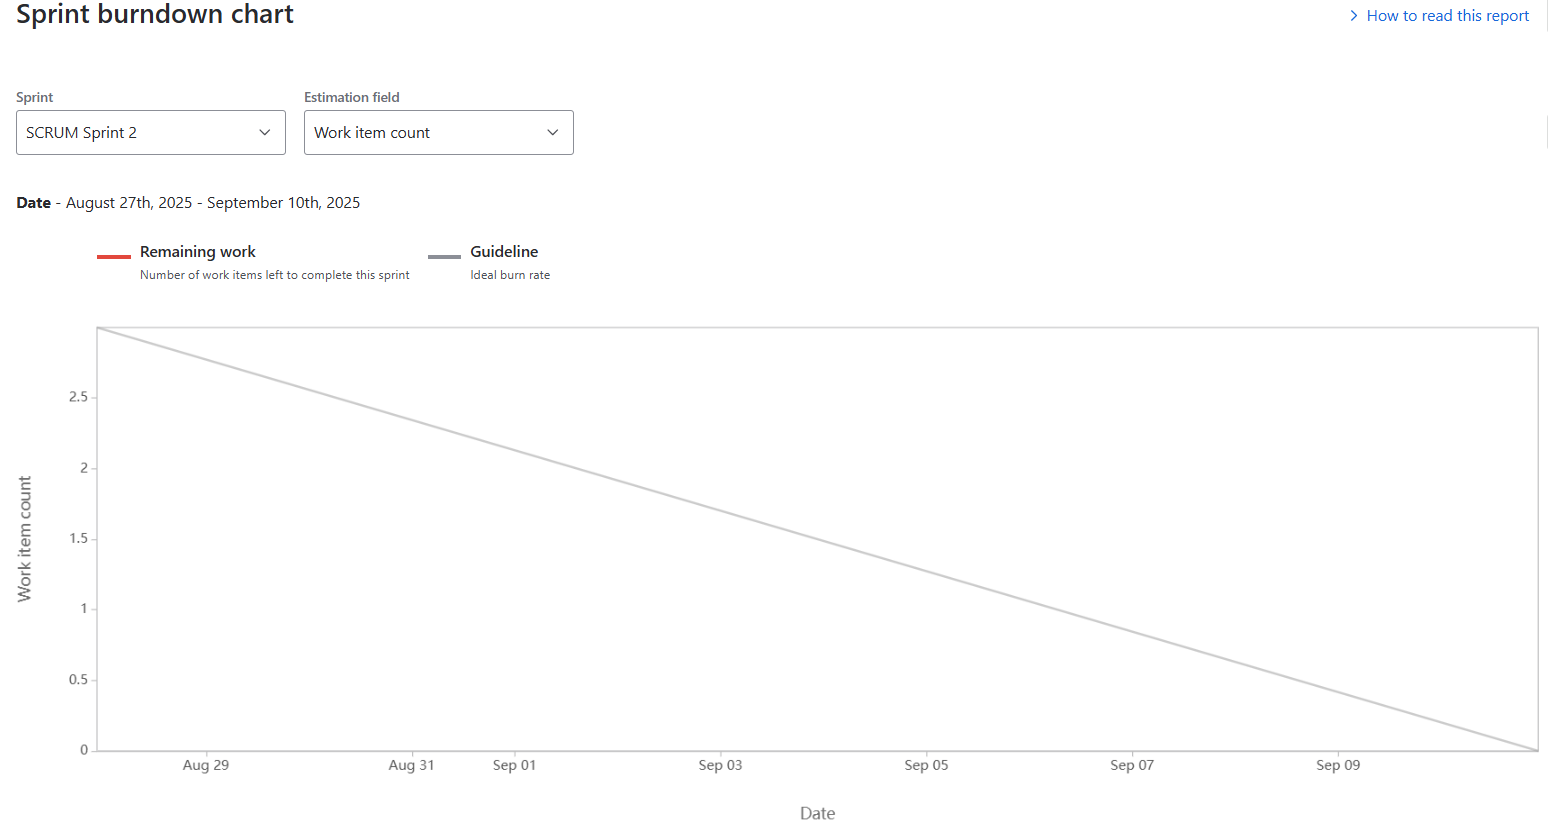 Sprint burndown chart
How to read this report
Sprint
Estimation field
SCRUM Sprint 2
Work item count
Date - August 27th, 2025 - September 10th, 2025
Remaining work
Number of work items left to complete this sprint
Guideline
Ideal burn rate
Work item count
2.5
2
1.5
1
0.5
0
Aug 29
Aug 31
Sep 01
Sep 03
Sep 05
Sep 07
Sep 09
Date